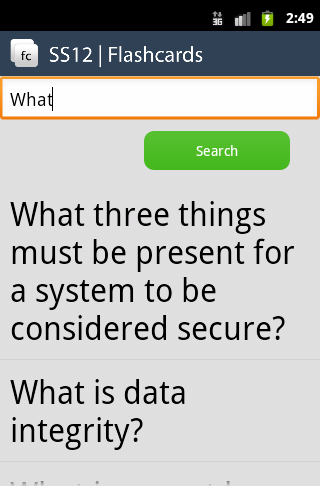 3G 2:49
fc SS12 | Flashcards
What
Search
What three things
must be present for
a system to be
considered secure?
What is data
integrity?